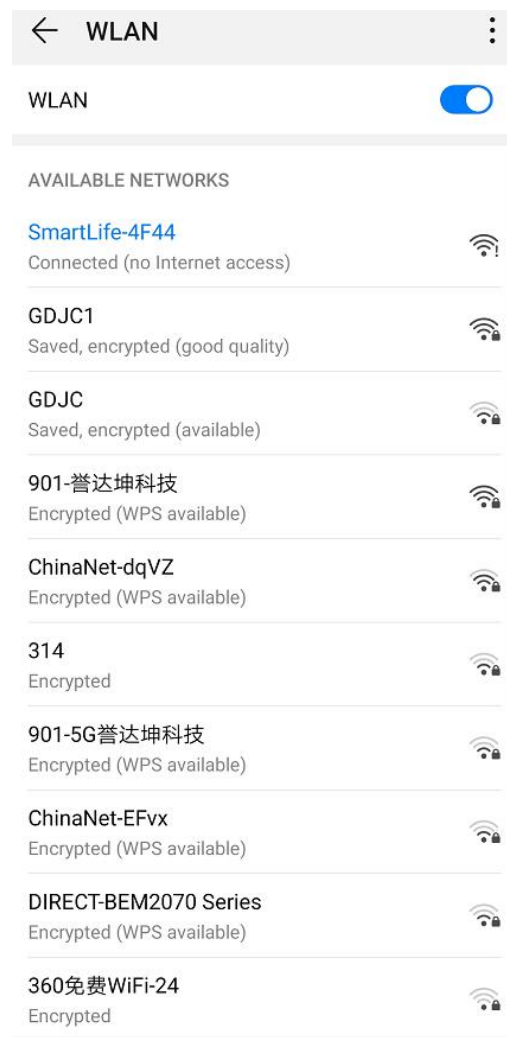 WLAN
WLAN
AVAILABLE NETWORKS
SmartLife-4F44
Connected (no Internet access)
GDJC1
Saved, encrypted (good quality)
GDJC
Saved, encrypted (available)
901-誉达坤科技
Encrypted (WPS available)
ChinaNet-dqVZ
Encrypted (WPS available)
314
Encrypted
901-5G誉达坤科技
Encrypted (WPS available)
ChinaNet-EFvx
Encrypted (WPS available)
DIRECT-BEM2070 Series
Encrypted (WPS available)
360免费WiFi-24
Encrypted